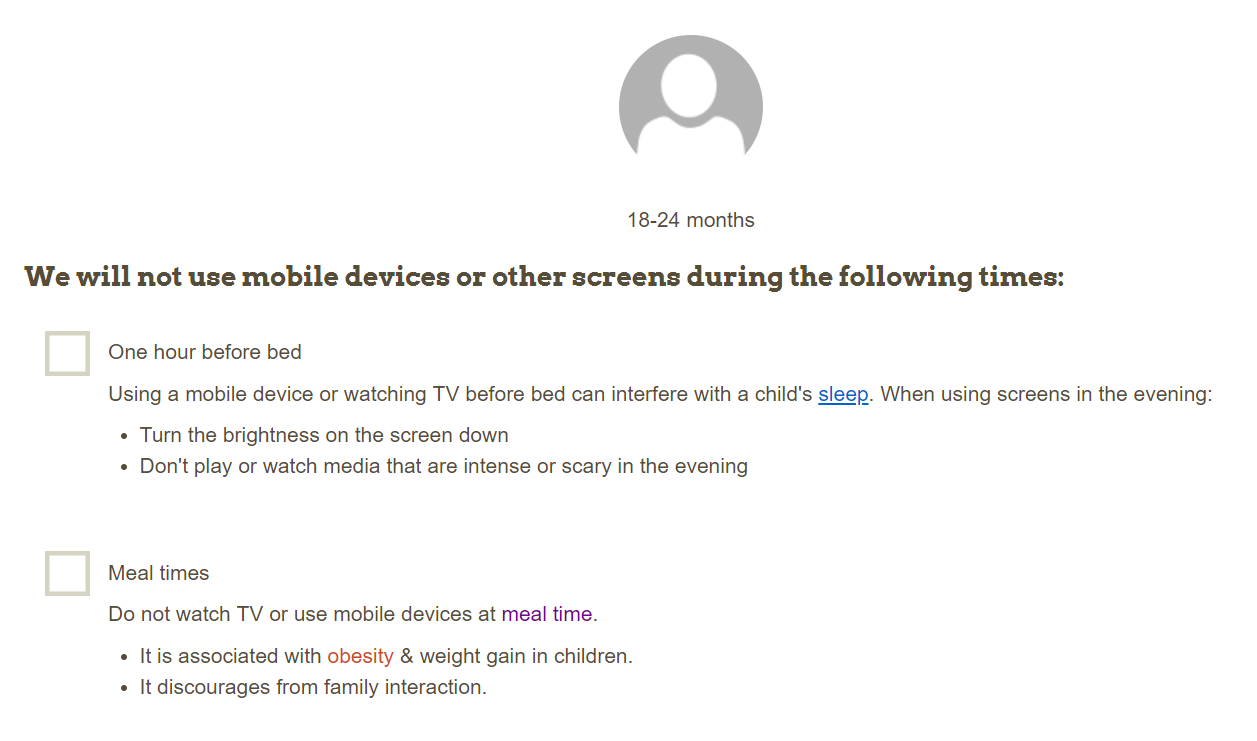 18-24 months
We will not use mobile devices or other screens during the following times:
One hour before bed
Using a mobile device or watching TV before bed can interfere with a child's sleep. When using screens in the evening:
• Turn the brightness on the screen down
• Don't play or watch media that are intense or scary in the evening
Meal times
Do not watch TV or use mobile devices at meal time.
• It is associated with obesity & weight gain in children.
• It discourages from family interaction.